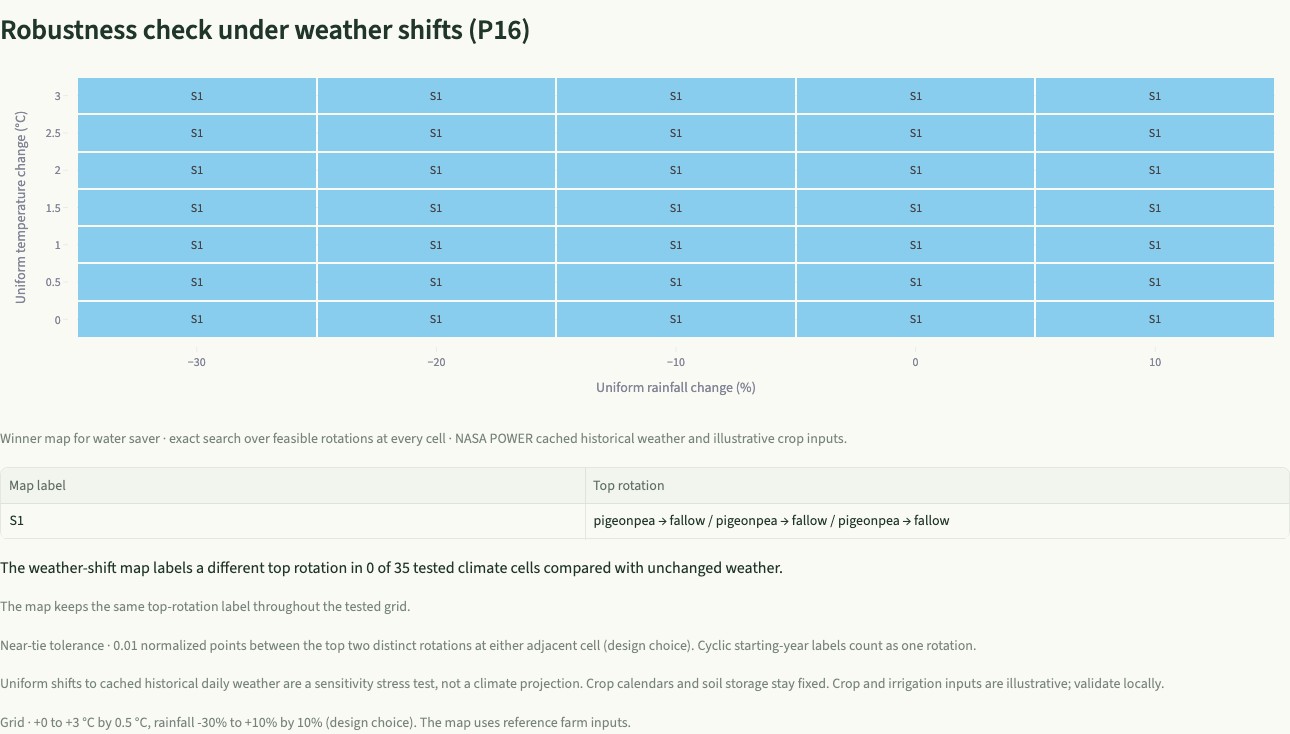 Robustness check under weather shifts (P16)
Uniform temperature change (°C)
3 S1 S1 S1 S1 S1
2.5 S1 S1 S1 S1 S1
2 S1 S1 S1 S1 S1
1.5 S1 S1 S1 S1 S1
1 S1 S1 S1 S1 S1
0.5 S1 S1 S1 S1 S1
0 S1 S1 S1 S1 S1
−30 −20 −10 0 10
Uniform rainfall change (%)
Winner map for water saver · exact search over feasible rotations at every cell · NASA POWER cached historical weather and illustrative crop inputs.
Map label Top rotation
S1 pigeonpea → fallow / pigeonpea → fallow / pigeonpea → fallow
The weather-shift map labels a different top rotation in 0 of 35 tested climate cells compared with unchanged weather.
The map keeps the same top-rotation label throughout the tested grid.
Near-tie tolerance · 0.01 normalized points between the top two distinct rotations at either adjacent cell (design choice). Cyclic starting-year labels count as one rotation.
Uniform shifts to cached historical daily weather are a sensitivity stress test, not a climate projection. Crop calendars and soil storage stay fixed. Crop and irrigation inputs are illustrative; validate locally.
Grid · +0 to +3 °C by 0.5 °C, rainfall -30% to +10% by 10% (design choice). The map uses reference farm inputs.